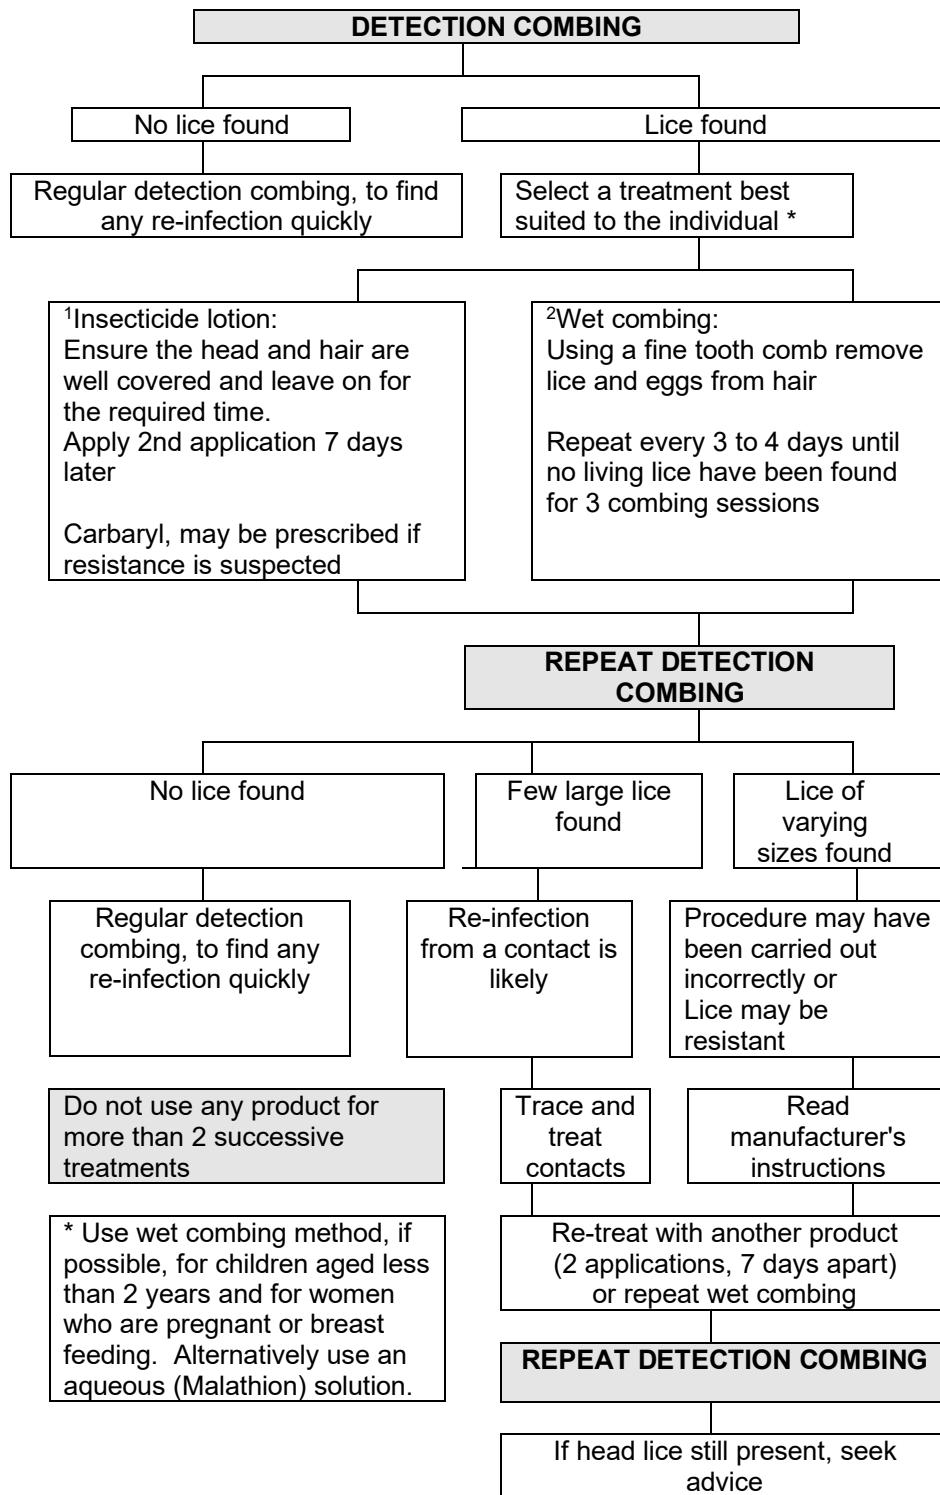 DETECTION COMBING
No lice found
Lice found
Regular detection combing, to find
any re-infection quickly
Select a treatment best
suited to the individual *
¹Insecticide lotion:
Ensure the head and hair are
well covered and leave on for
the required time.
Apply 2nd application 7 days
later
Carbaryl, may be prescribed if
resistance is suspected
²Wet combing:
Using a fine tooth comb remove
lice and eggs from hair
Repeat every 3 to 4 days until
no living lice have been found
for 3 combing sessions
REPEAT DETECTION
COMBING
No lice found
Few large lice
found
Lice of
varying
sizes found
Regular detection
combing, to find any
re-infection quickly
Re-infection
from a contact is
likely
Procedure may have
been carried out
incorrectly or
Lice may be
resistant
Do not use any product for
more than 2 successive
treatments
Trace and
treat
contacts
Read
manufacturer's
instructions
* Use wet combing method, if
possible, for children aged less
than 2 years and for women
who are pregnant or breast
feeding.  Alternatively use an
aqueous (Malathion) solution.
Re-treat with another product
(2 applications, 7 days apart)
or repeat wet combing
REPEAT DETECTION COMBING
If head lice still present, seek
advice